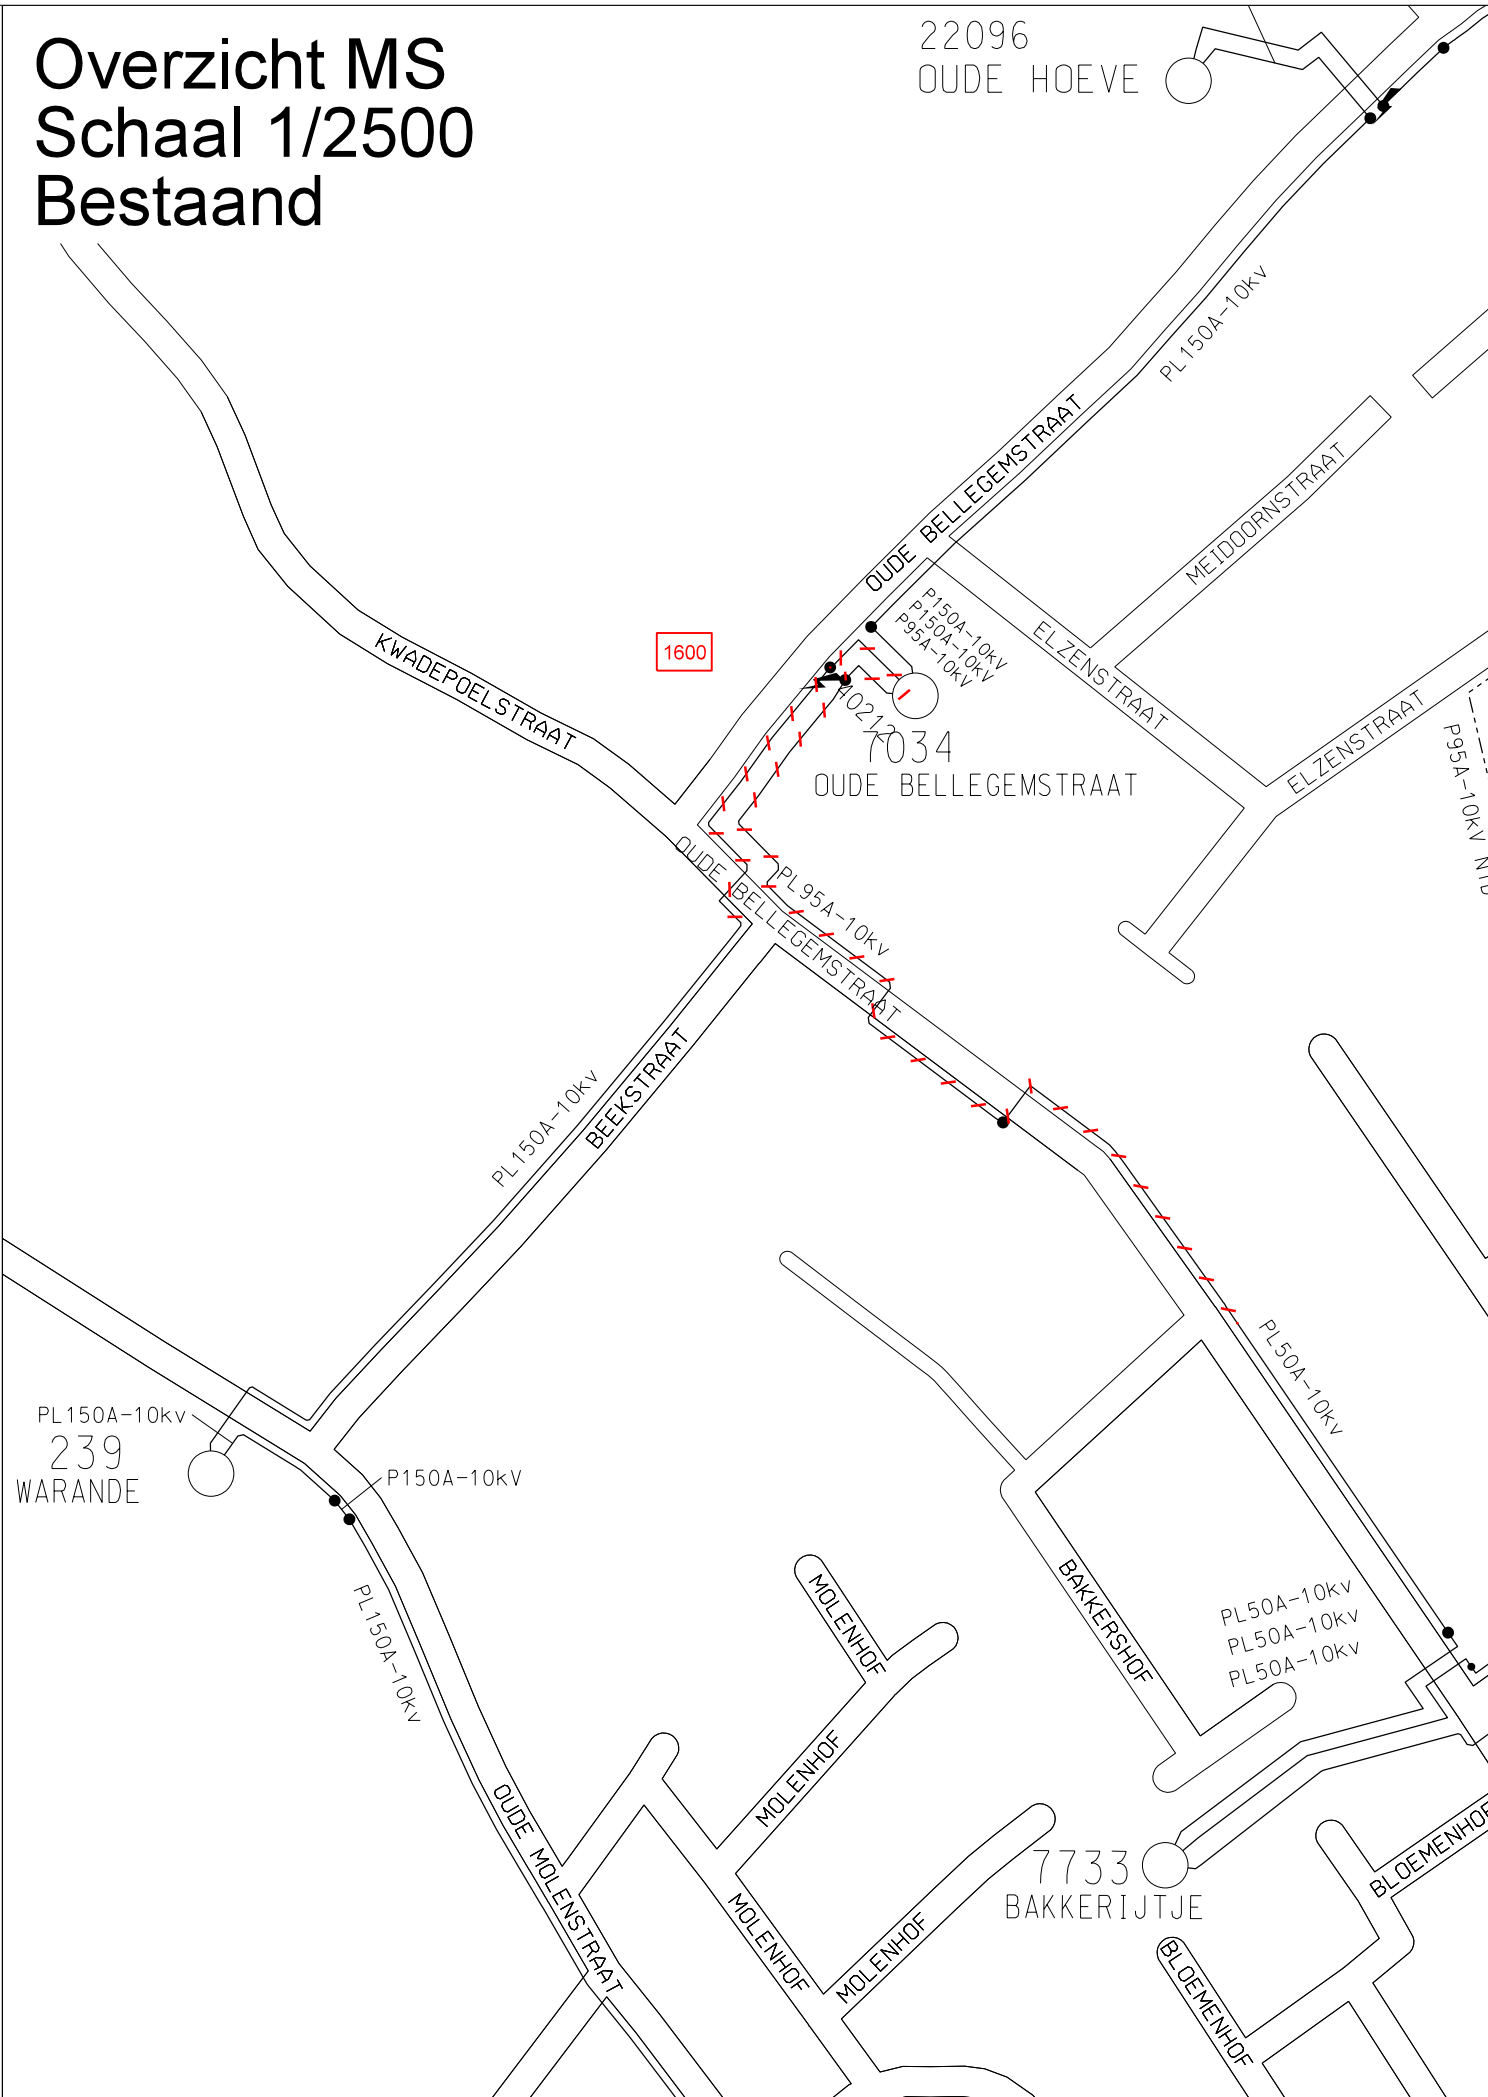 Overzicht MS
Schaal 1/2500
Bestaand
22096
OUDE HOEVE
PL150A-10kv
OUDE BELLEGEMSTRAAT
MEIDOORNSTRAAT
P150A-10kV
P150A-10kV
P95A-10kV
ELZENSTRAAT
1600
KWADEPOELSTRAAT
40212
7034
OUDE BELLEGEMSTRAAT
ELZENSTRAAT
P95A-10kV NTB
OUDE BELLEGEMSTRAAT
PL95A-10kv
PL150A-10kv
BEEKSTRAAT
PL50A-10kv
PL150A-10kv
239
WARANDE
P150A-10kV
PL150A-10kv
MOLENHOF
BAKKERSHOF
PL50A-10kv
PL50A-10kv
PL50A-10kv
MOLENHOF
OUDE MOLENSTRAAT
7733
BAKKERIJTJE
BLOEMENHOF
MOLENHOF
MOLENHOF
BLOEMENHOF